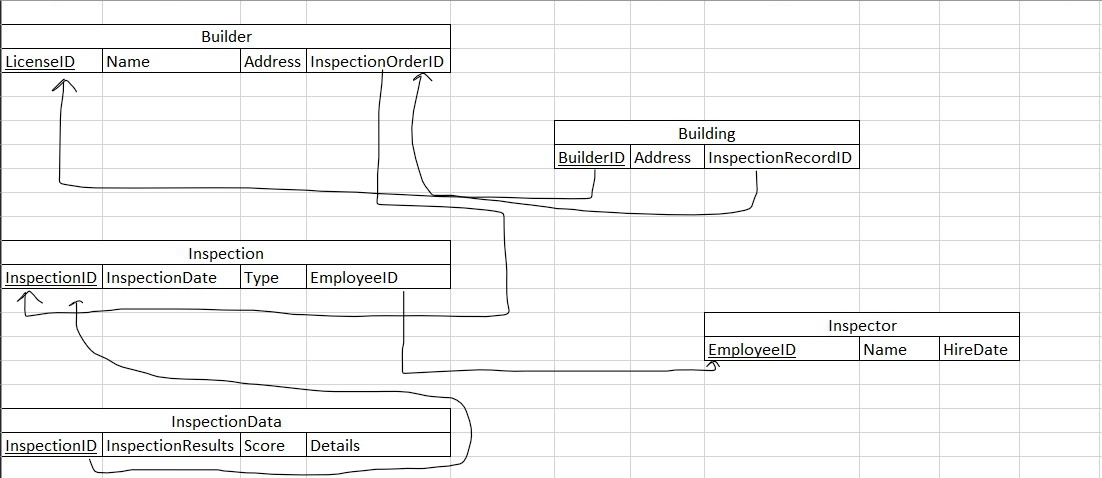 Builder
LicenseID Name Address InspectionOrderID
Building
BuilderID Address InspectionRecordID
Inspection
InspectionID InspectionDate Type EmployeeID
Inspector
EmployeeID Name HireDate
InspectionData
InspectionID InspectionResults Score Details